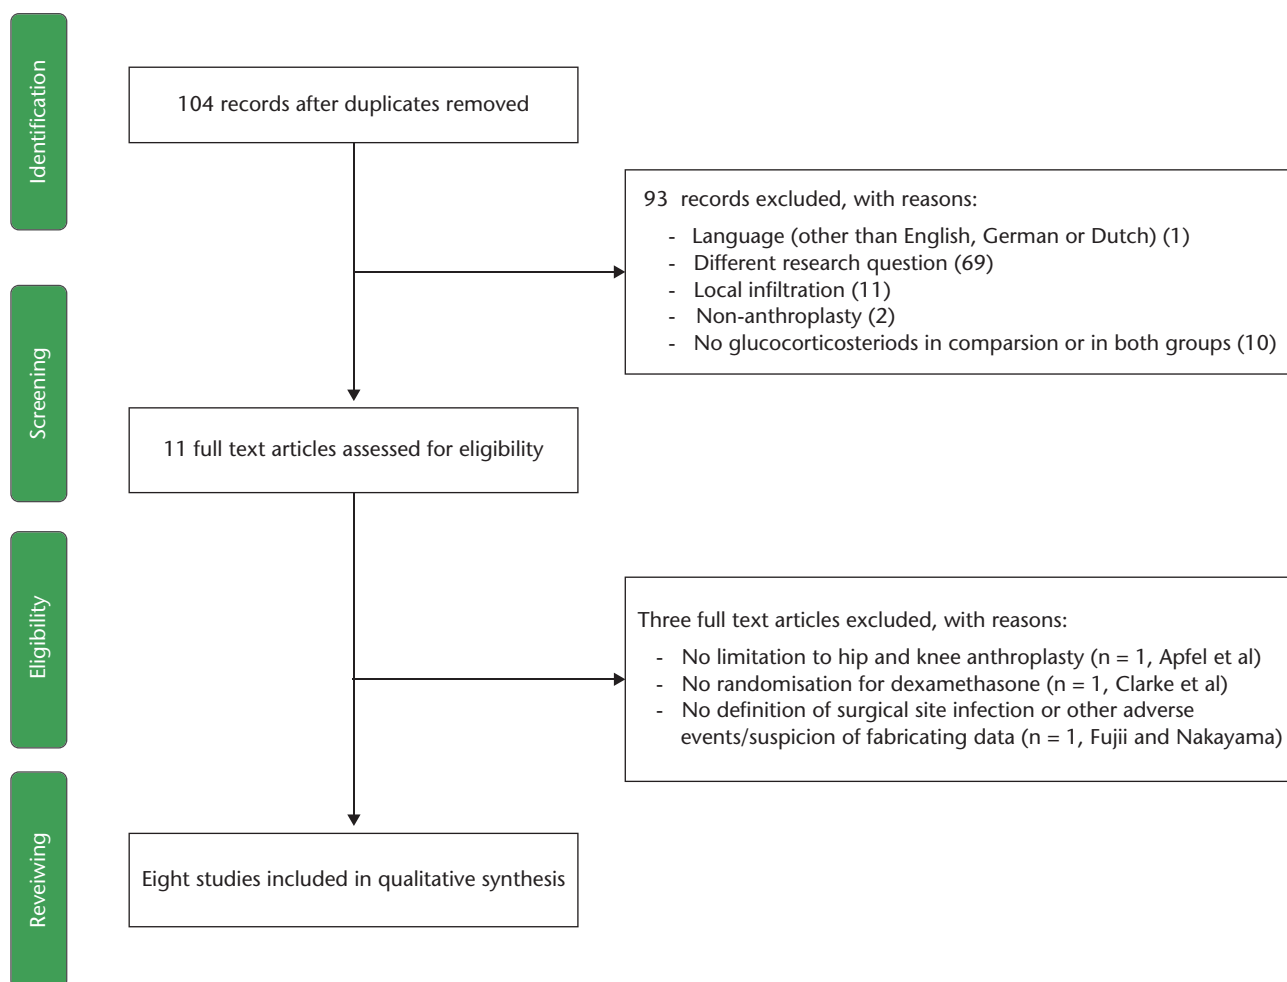 Identification
104 records after duplicates removed
93 records excluded, with reasons:
- Language (other than English, German or Dutch) (1)
- Different research question (69)
- Local infiltration (11)
- Non-anthroplasty (2)
- No glucocorticosteriods in comparsion or in both groups (10)
Screening
11 full text articles assessed for eligibility
Eligibility
Three full text articles excluded, with reasons:
- No limitation to hip and knee anthroplasty (n = 1, Apfel et al)
- No randomisation for dexamethasone (n = 1, Clarke et al)
- No definition of surgical site infection or other adverse
events/suspicion of fabricating data (n = 1, Fujii and Nakayama)
Reveiwing
Eight studies included in qualitative synthesis